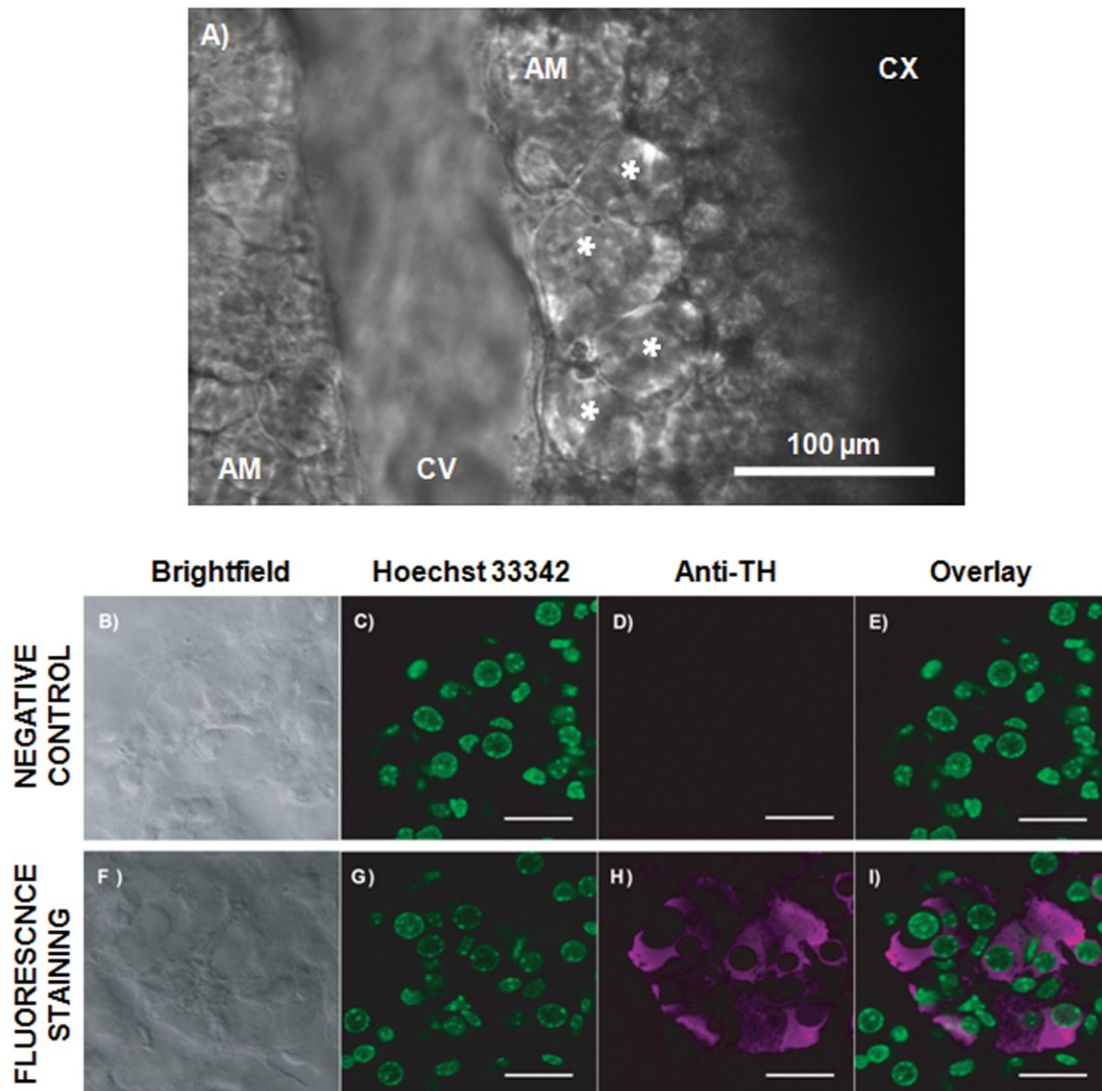 A)
AM
CX
*
*
*
*
AM
CV
100 µm
Brightfield
Hoechst 33342
Anti-TH
Overlay
NEGATIVE
CONTROL
B)
C)
D)
E)
FLUORESCNCE
STAINING
F )
G)
H)
I)